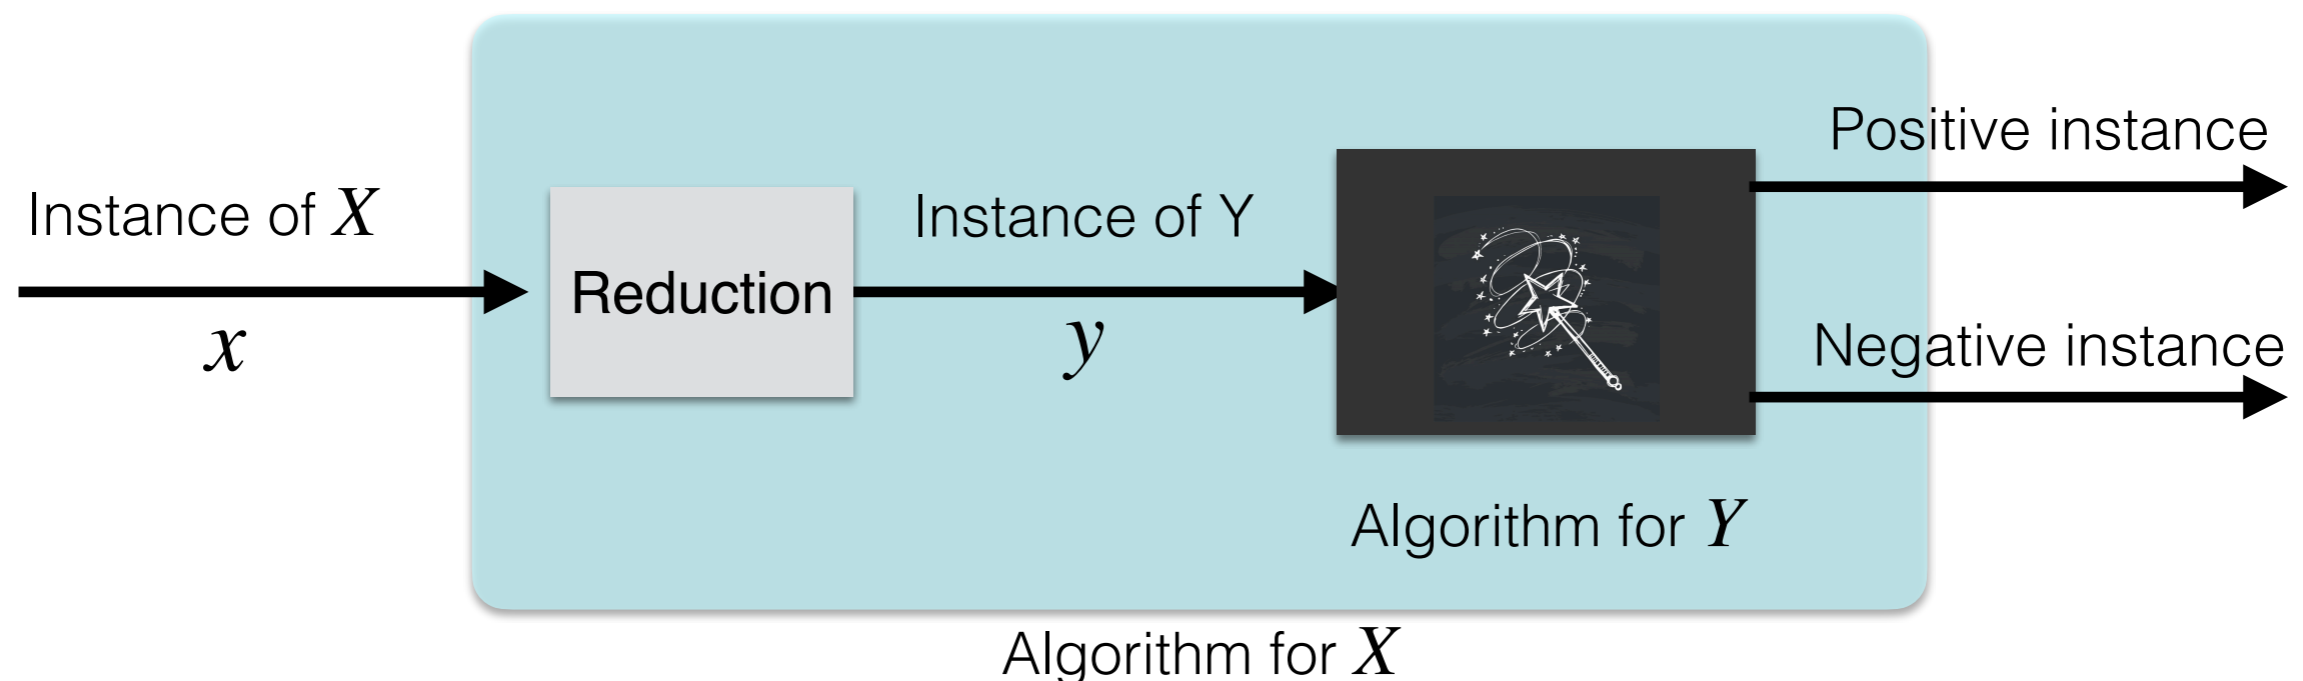 Positive instance
Instance of X
Instance of Y
Reduction
x
y
Negative instance
Algorithm for Y
Algorithm for X